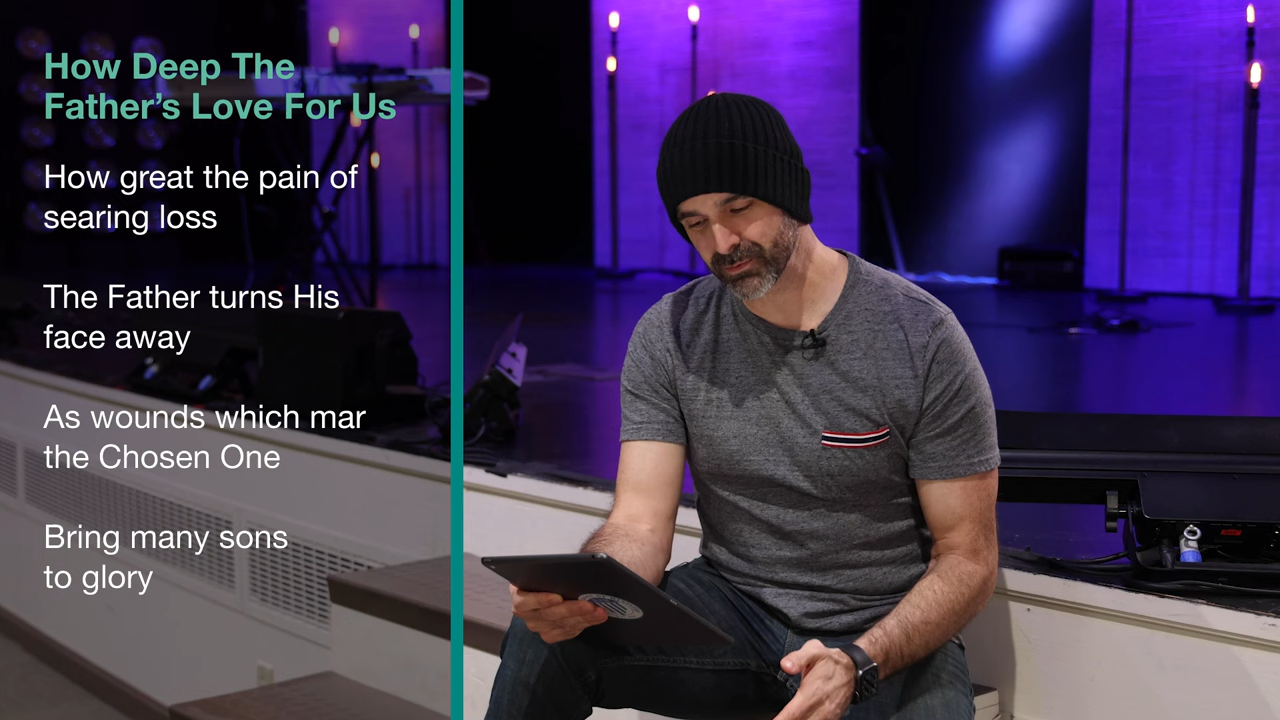 How Deep The
Father's Love For Us
How great the pain of
searing loss
The Father turns His
face away
As wounds which mar
the Chosen One
Bring many sons
to glory